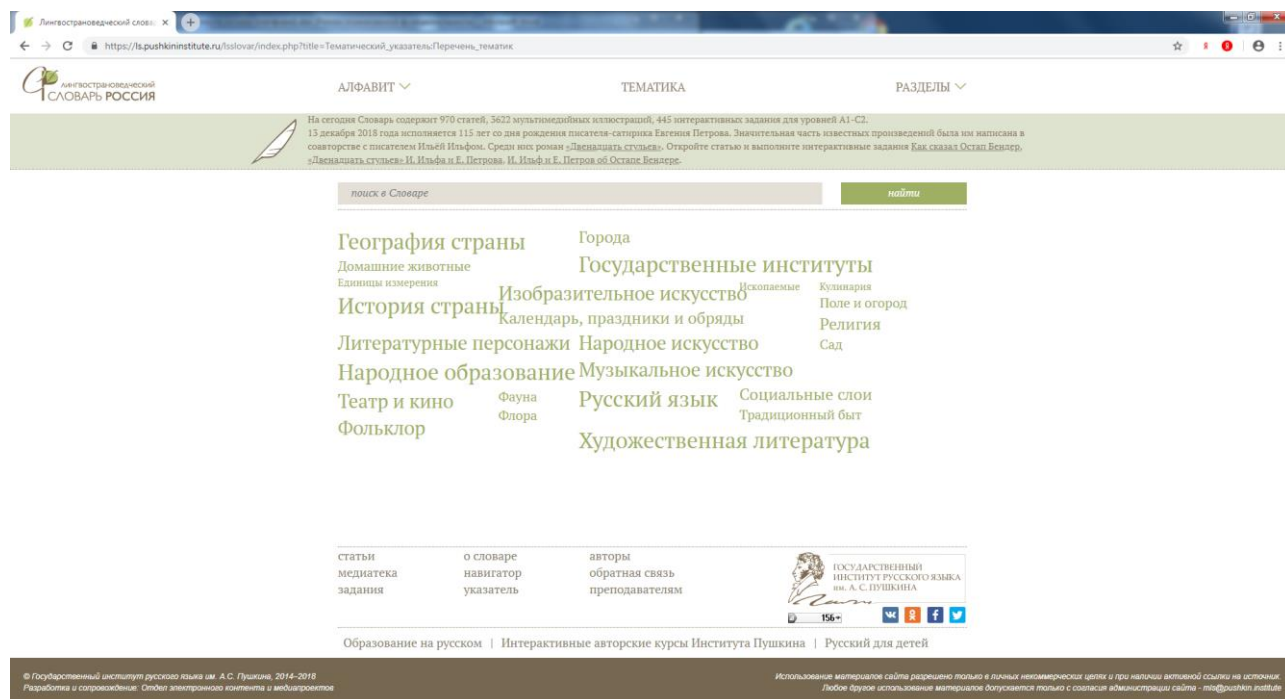 Лингвострановедческий слова
https://ls.pushkininstitute.ru/lsslovar/index.php?title=Тематический_указатель:Перечень_тематик
лингвострановедческий
СЛОВАРЬ РОССИЯ
АЛФАВИТ
ТЕМАТИКА
РАЗДЕЛЫ
На сегодня Словарь содержит 970 статей, 3622 мультимедийных иллюстраций, 445 интерактивных задания для уровней А1-С2.
13 декабря 2018 года исполняется 115 лет со дня рождения писателя-сатирика Евгения Петрова. Значительная часть известных произведений была им написана в
соавторстве с писателем Ильёй Ильфом. Среди них роман «Двенадцать стульев». Откройте статью и выполните интерактивные задания Как сказал Остап Бендер,
«Двенадцать стульев» И. Ильфа и Е. Петрова, И. Ильф и Е. Петров об Остапе Бендере.
поиск в Словаре
найти
География страны
Города
Домашние животные
Государственные институты
Единицы измерения
Изобразительное искусство
Ископаемые
Кулинария
История страны
Календарь, праздники и обряды
Поле и огород
Религия
Литературные персонажи
Народное искусство
Сад
Народное образование
Музыкальное искусство
Театр и кино
Фауна
Русский язык
Социальные слои
Флора
Традиционный быт
Фольклор
Художественная литература
статьи
о словаре
авторы
медиатека
навигатор
обратная связь
задания
указатель
преподавателям
ГОСУДАРСТВЕННЫЙ
ИНСТИТУТ РУССКОГО ЯЗЫКА
им. А. С. ПУШКИНА
156+
Образование на русском | Интерактивные авторские курсы Института Пушкина | Русский для детей
© Государственный институт русского языка им. А.С. Пушкина, 2014–2018
Разработка и сопровождение: Отдел электронного контента и медиапроектов
Использование материалов сайта разрешено только в личных некоммерческих целях и при наличии активной ссылки на источник.
Любое другое использование материалов допускается только с согласия администрации сайта - mis@pushkin.institute